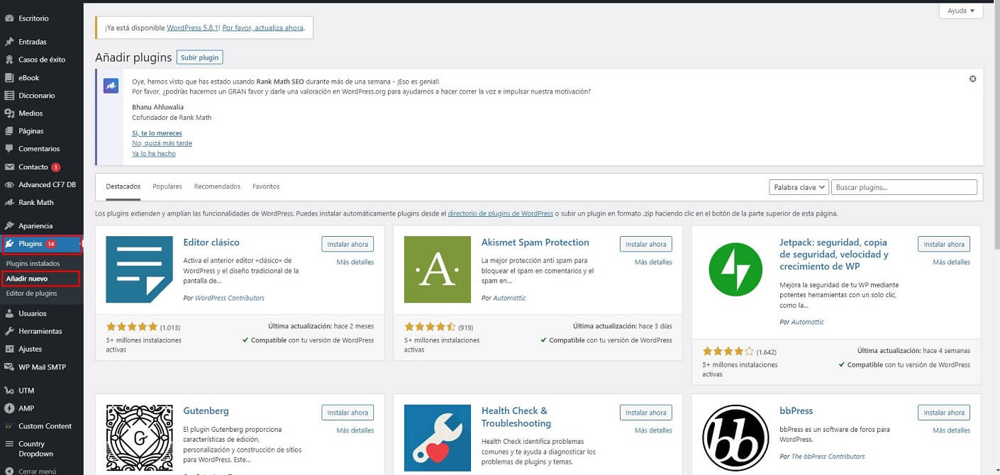 Escritorio
Entradas
Casos de éxito
eBook
Diccionario
Medios
Páginas
Comentarios
Contacto 1
Advanced CF7 DB
Rank Math
Apariencia
Plugins 14
Plugins instalados
Añadir nuevo
Editor de plugins
Usuarios
Herramientas
Ajustes
WP Mail SMTP
UTM
AMP
Custom Content
Country
Dropdown
Cerrar menú
Ayuda
¡Ya está disponible WordPress 5.8.1! Por favor, actualiza ahora.
Añadir plugins Subir plugin
Oye, hemos visto que has estado usando Rank Math SEO durante más de una semana - ¡Eso es genial!
Por favor, ¿podrías hacernos un GRAN favor y darle una valoración en WordPress.org para ayudarnos a hacer correr la voz e impulsar nuestra motivación?
Bhanu Ahluwalia
Cofundador de Rank Math
Sí, te lo mereces
No, quizá más tarde
Ya lo he hecho
Destacados Populares Recomendados Favoritos Palabra clave Buscar plugins...
Los plugins extienden y amplían las funcionalidades de WordPress. Puedes instalar automáticamente plugins desde el directorio de plugins de WordPress o subir un plugin en formato .zip haciendo clic en el botón de la parte superior de esta página.
Editor clásico
Instalar ahora
Más detalles
Activa el anterior editor «clásico» de
WordPress y el diseño tradicional de la
pantalla de...
Por WordPress Contributors
(1.013)
5+ millones instalaciones
activas
Última actualización: hace 2 meses
Compatible con tu versión de WordPress
A
Akismet Spam Protection
Instalar ahora
Más detalles
La mejor protección anti spam para
bloquear el spam en comentarios y el
spam en...
Por Automattic
(919)
5+ millones instalaciones
activas
Última actualización: hace 3 días
Compatible con tu versión de WordPress
Jetpack: seguridad, copia
de seguridad, velocidad y
crecimiento de WP
Instalar ahora
Más detalles
Mejora la seguridad de tu WP mediante
potentes herramientas con un solo clic,
como la...
Por Automattic
(1.642)
5+ millones instalaciones
activas
Última actualización: hace 4 semanas
Compatible con tu versión de WordPress
G
Gutenberg
Instalar ahora
Más detalles
El plugin Gutenberg proporciona
características de edición,
personalización y construcción de sitios
para WordPress. Este...
Health Check &
Troubleshooting
Instalar ahora
Más detalles
Health Check identifica problemas
comunes y te ayuda a diagnosticar los
problemas de plugins y temas.
bb
bbPress
Instalar ahora
Más detalles
bbPress es un software de foros para
WordPress.
Por The bbPress Contributors